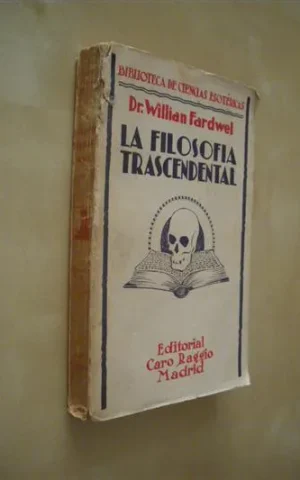 BIBLIOTECA DE CIENCIAS ESOTÉRICAS
Dr. Willian Fardwel
LA FILOSOFIA
TRASCENDENTAL
Editorial
Caro Raggio
Madrid